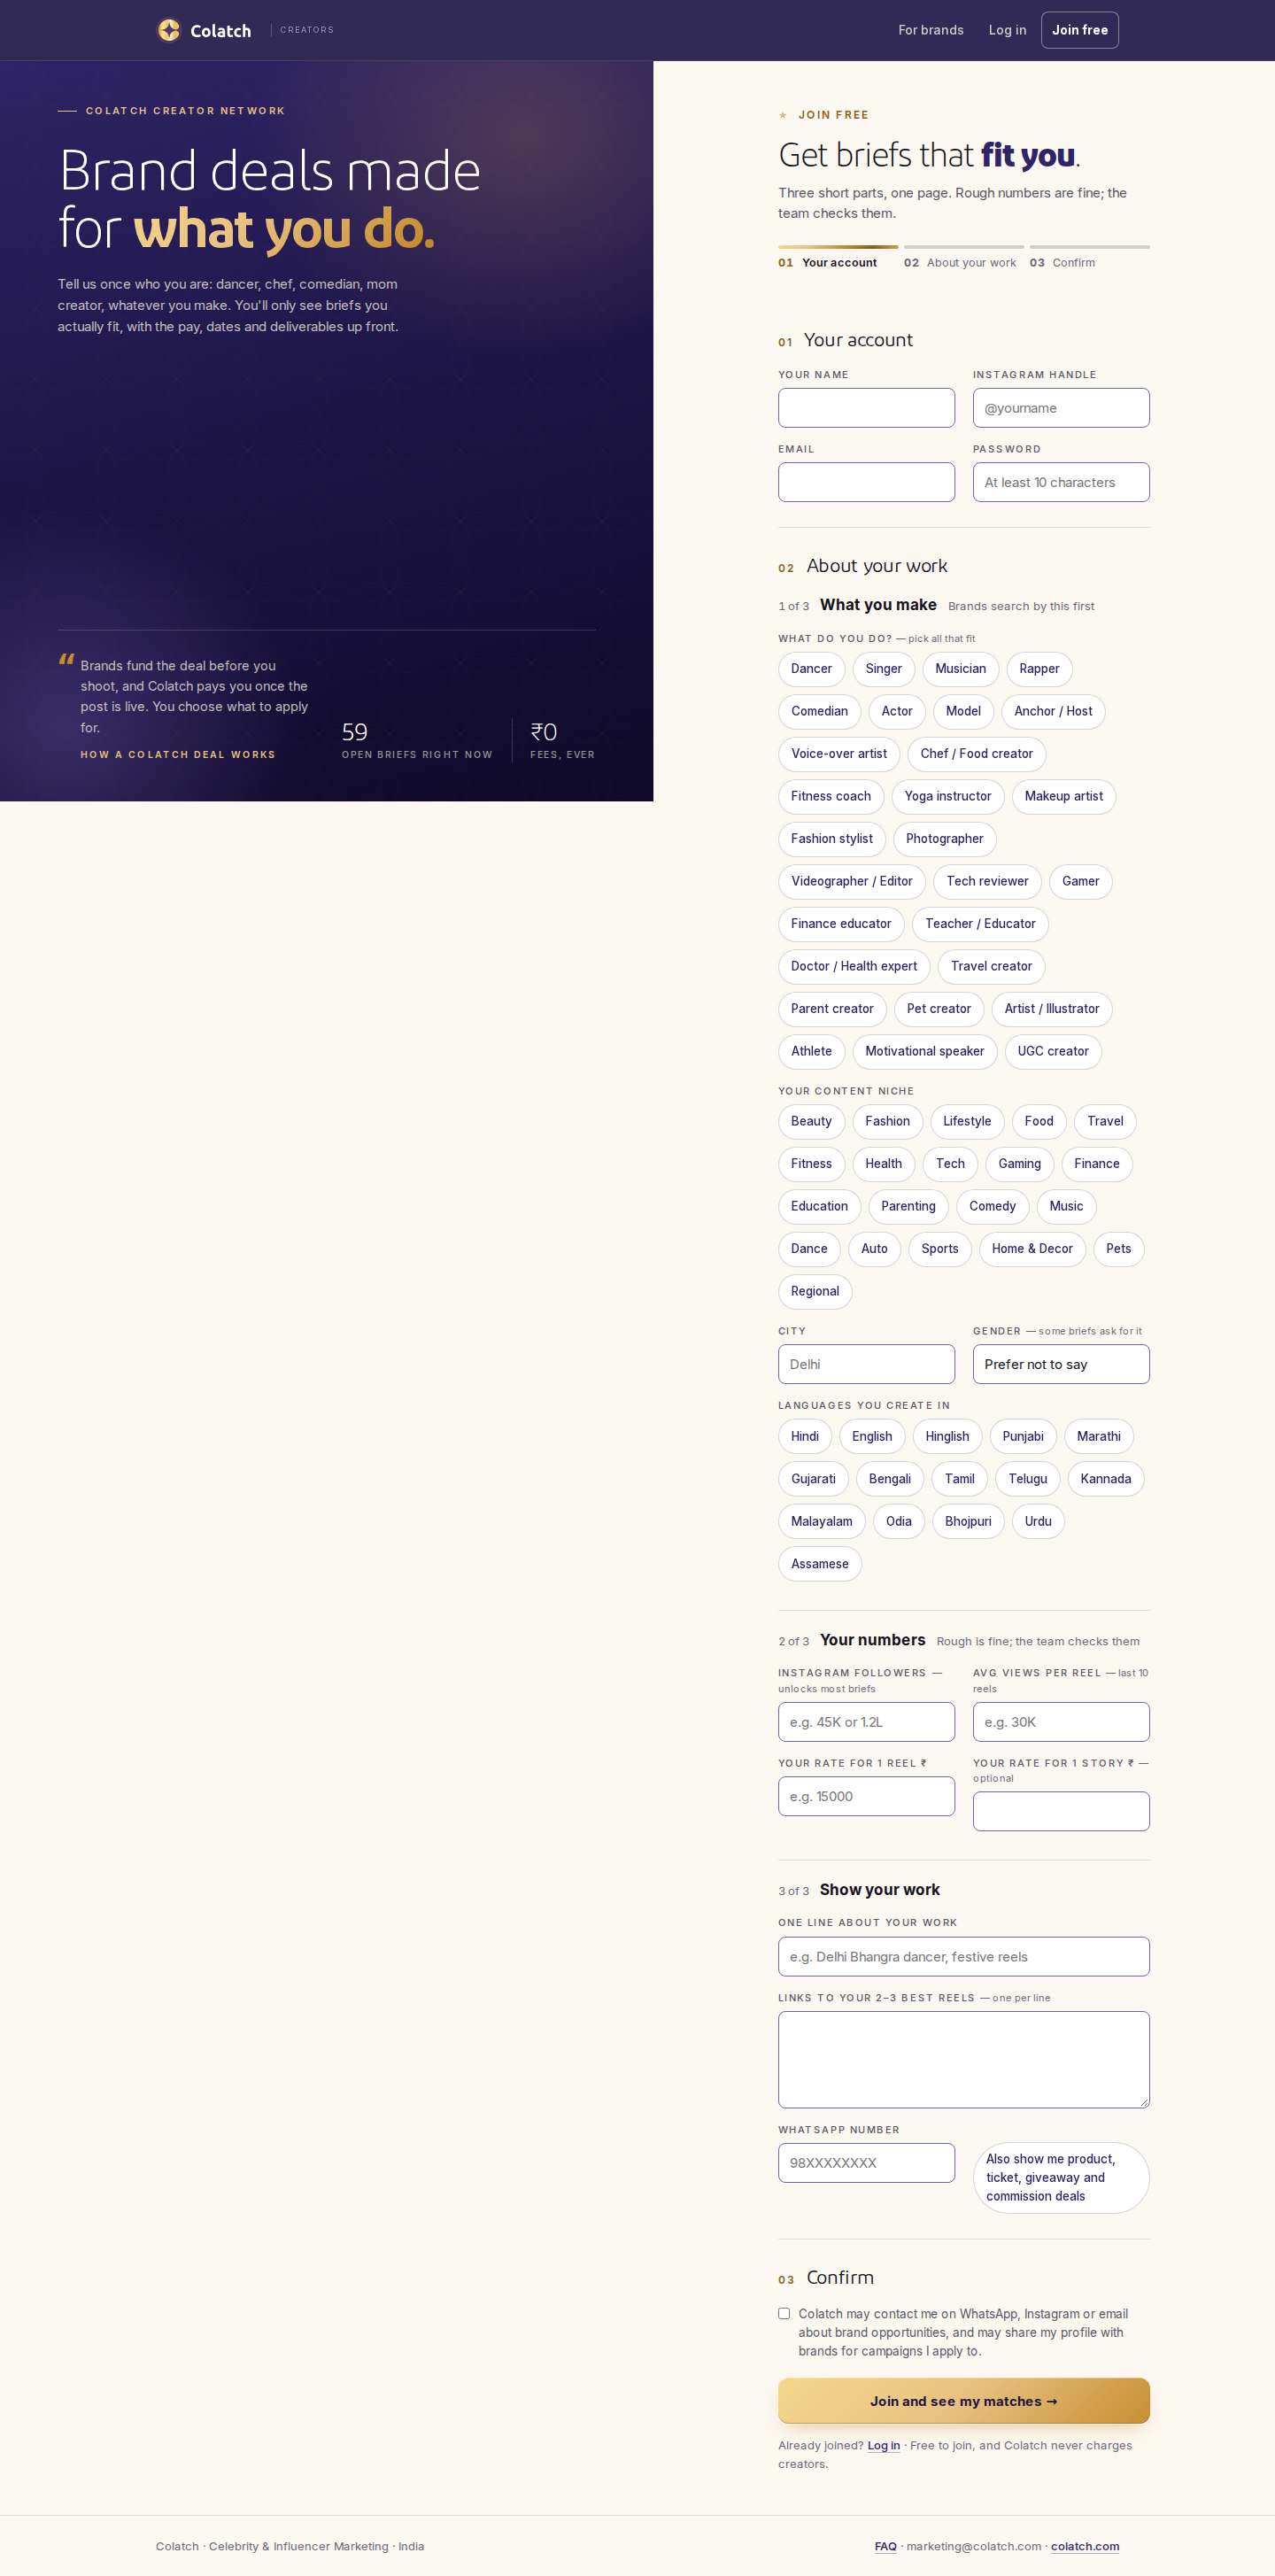 Colatch
CREATORS
For brands
Log in
Join free
COLATCH CREATOR NETWORK
Brand deals made
for what you do.
Tell us once who you are: dancer, chef, comedian, mom
creator, whatever you make. You'll only see briefs you
actually fit, with the pay, dates and deliverables up front.
“
Brands fund the deal before you
shoot, and Colatch pays you once the
post is live. You choose what to apply
for.
HOW A COLATCH DEAL WORKS
59
OPEN BRIEFS RIGHT NOW
₹0
FEES, EVER
JOIN FREE
Get briefs that fit you.
Three short parts, one page. Rough numbers are fine; the
team checks them.
01 Your account
02 About your work
03 Confirm
01 Your account
YOUR NAME
INSTAGRAM HANDLE
@yourname
EMAIL
PASSWORD
At least 10 characters
02 About your work
1 of 3 What you make Brands search by this first
WHAT DO YOU DO? — pick all that fit
Dancer Singer Musician Rapper
Comedian Actor Model Anchor / Host
Voice-over artist Chef / Food creator
Fitness coach Yoga instructor Makeup artist
Fashion stylist Photographer
Videographer / Editor Tech reviewer Gamer
Finance educator Teacher / Educator
Doctor / Health expert Travel creator
Parent creator Pet creator Artist / Illustrator
Athlete Motivational speaker UGC creator
YOUR CONTENT NICHE
Beauty Fashion Lifestyle Food Travel
Fitness Health Tech Gaming Finance
Education Parenting Comedy Music
Dance Auto Sports Home & Decor Pets
Regional
CITY
Delhi
GENDER — some briefs ask for it
Prefer not to say
LANGUAGES YOU CREATE IN
Hindi English Hinglish Punjabi Marathi
Gujarati Bengali Tamil Telugu Kannada
Malayalam Odia Bhojpuri Urdu
Assamese
2 of 3 Your numbers Rough is fine; the team checks them
INSTAGRAM FOLLOWERS —
unlocks most briefs
e.g. 45K or 1.2L
AVG VIEWS PER REEL — last 10
reels
e.g. 30K
YOUR RATE FOR 1 REEL ₹
e.g. 15000
YOUR RATE FOR 1 STORY ₹ —
optional
3 of 3 Show your work
ONE LINE ABOUT YOUR WORK
e.g. Delhi Bhangra dancer, festive reels
LINKS TO YOUR 2–3 BEST REELS — one per line
WHATSAPP NUMBER
98XXXXXXXX
Also show me product,
ticket, giveaway and
commission deals
03 Confirm
Colatch may contact me on WhatsApp, Instagram or email
about brand opportunities, and may share my profile with
brands for campaigns I apply to.
Join and see my matches →
Already joined? Log in · Free to join, and Colatch never charges
creators.
Colatch · Celebrity & Influencer Marketing · India
FAQ · marketing@colatch.com · colatch.com